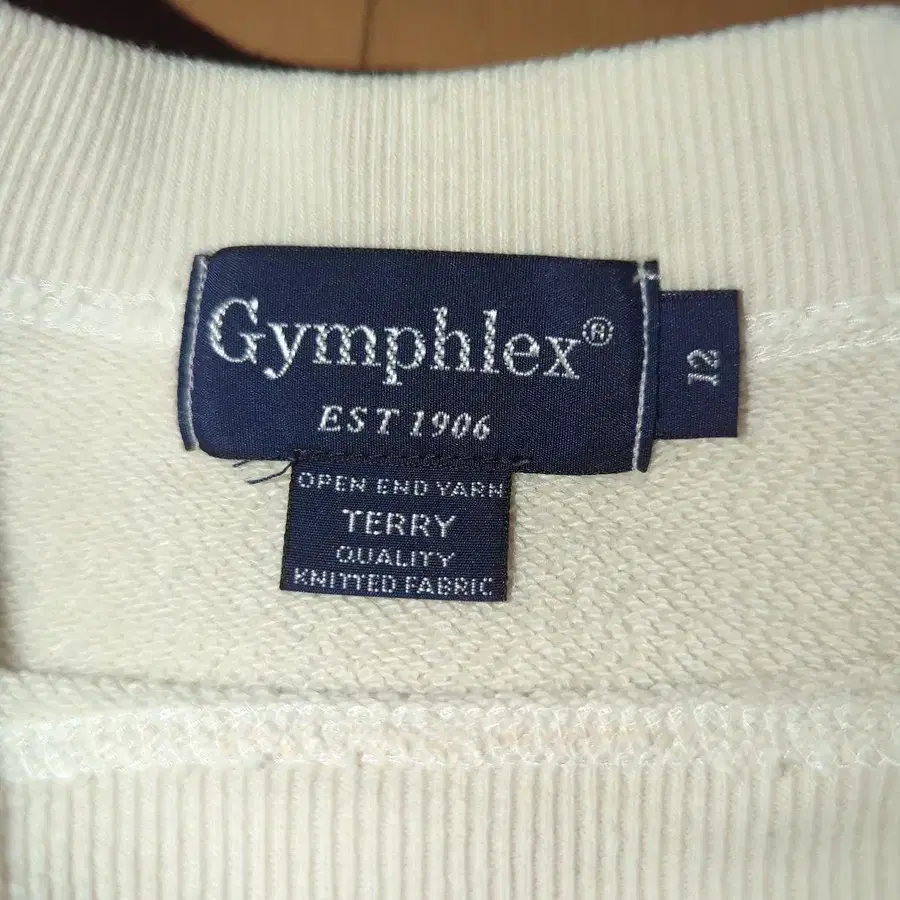 Gymphlex®
EST 1906
12
OPEN END YARN
TERRY
QUALITY
KNITTED FABRIC